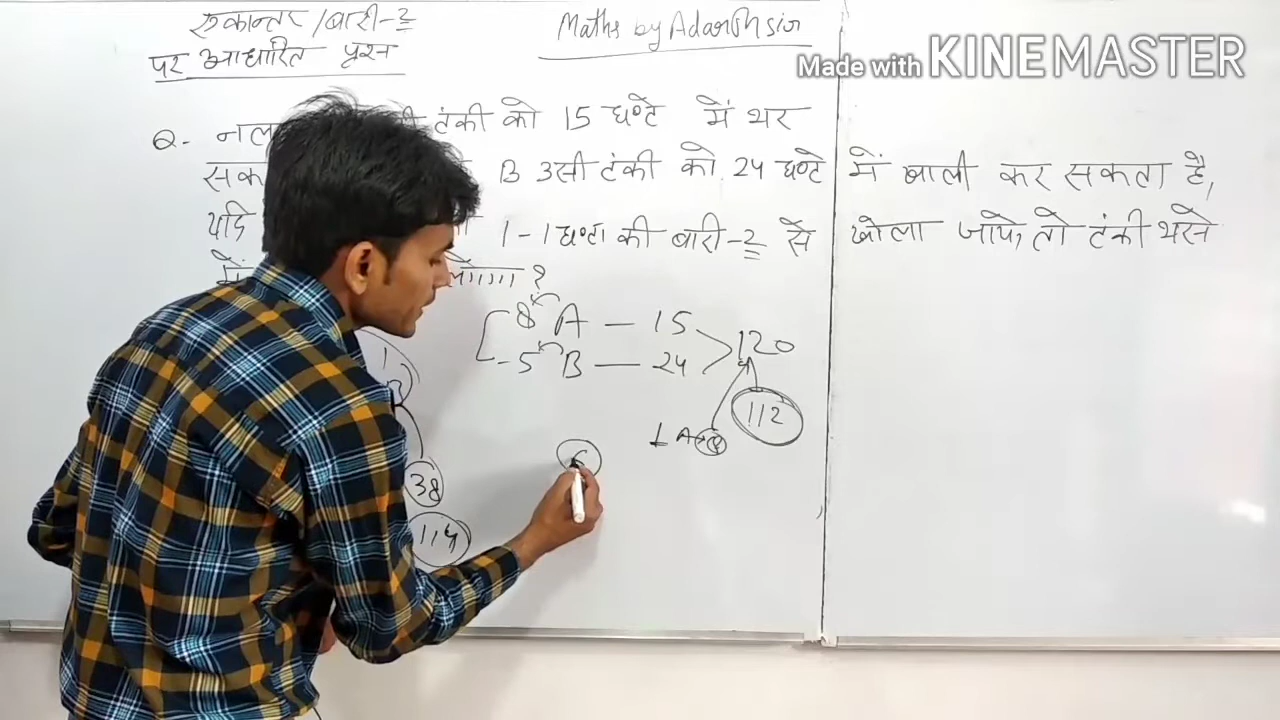 एकान्तर / बारी-2
पर आधारित प्रश्न
Maths by Adarsh sir
Made with KINEMASTER
Q- नल टंकी को 15 घण्टे में भर
सक B उसी टंकी को 24 घण्टे में खाली कर सकता है,
यदि 1-1 घण्टा की बारी-2 से खोला जाये, तो टंकी भरने
में ?
8 A — 15
120
-5 B — 24
112
1
38
114